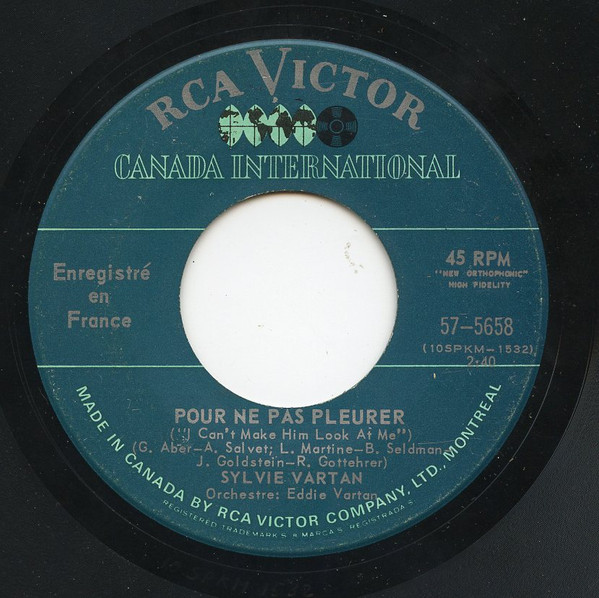 RCA VICTOR
CANADA INTERNATIONAL
Enregistré
en
France
45 RPM
"NEW ORTHOPHONIC"
HIGH FIDELITY
57-5658
(10SPKM-1532)
2:40
POUR NE PAS PLEURER
("I Can't Make Him Look At Me")
(G. Aber-A. Salvet; L. Martine-B. Seldman
J. Goldstein-R. Gottehrer)
SYLVIE VARTAN
Orchestre: Eddie Vartan
MADE IN CANADA BY RCA VICTOR COMPANY, LTD., MONTREAL
REGISTERED TRADEMARKS & MARCAS REGISTRADAS